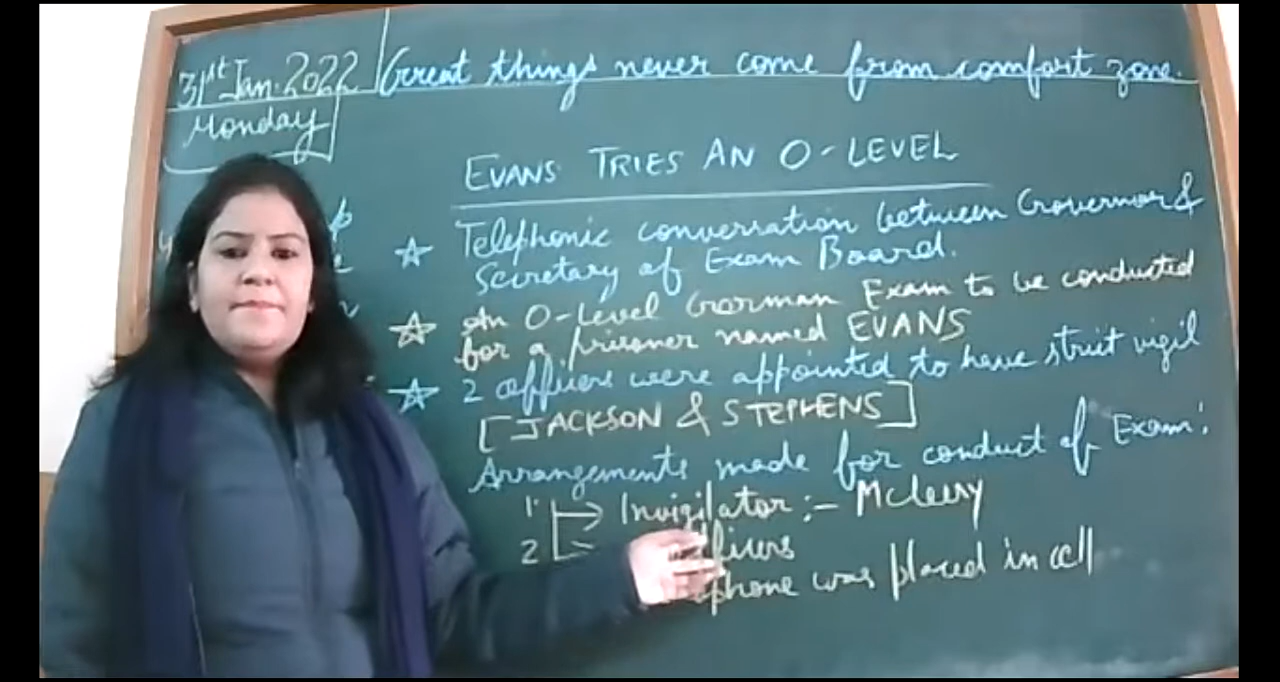 31st Jan. 2022
Monday
Great things never come from comfort zone.
EVANS TRIES AN O-LEVEL
☆ Telephonic conversation between Governor &
Secretary of Exam Board.
☆ An O-Level German Exam to be conducted
for a prisoner named EVANS
☆ 2 officers were appointed to have strict vigil
[JACKSON & STEPHENS]
Arrangements made for conduct of Exam:
1 → Invigilator :- Mcleery
2
phone was placed in cell